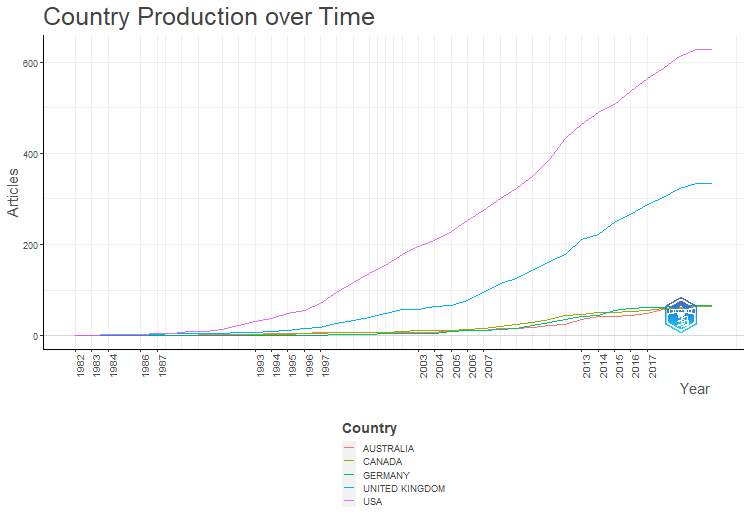 Country Production over Time
Articles
600
400
200
0
1982
1983
1984
1986
1987
1993
1994
1995
1996
1997
2003
2004
2005
2006
2007
2013
2014
2015
2016
2017
Year
Country
AUSTRALIA
CANADA
GERMANY
UNITED KINGDOM
USA